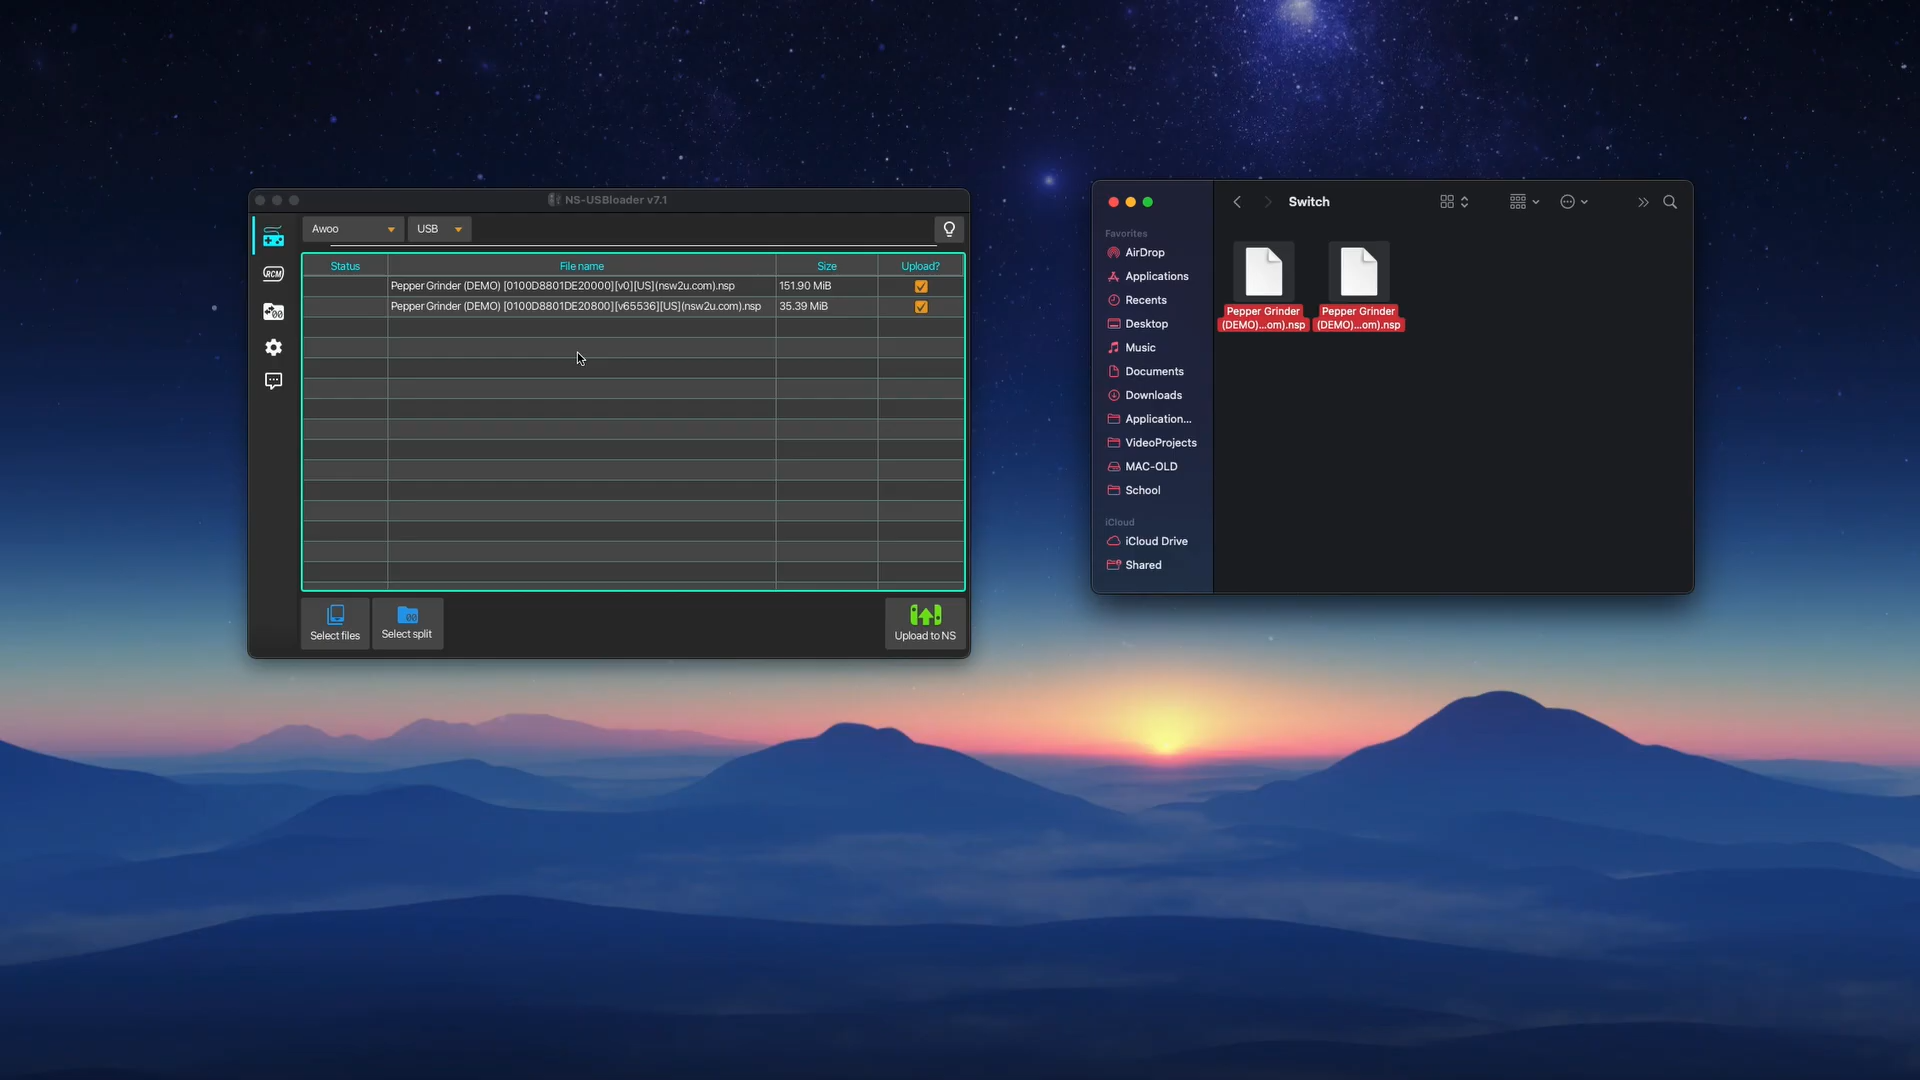 NS-USBloader v7.1
Awoo
USB
RCM
Status
File name
Size
Upload?
Pepper Grinder (DEMO) [0100D8801DE20000][v0][US](nsw2u.com).nsp
151.90 MiB
Pepper Grinder (DEMO) [0100D8801DE20800][v65536][US](nsw2u.com).nsp
35.39 MiB
Select files
Select split
Upload to NS
Switch
Favorites
AirDrop
Applications
Recents
Desktop
Music
Documents
Downloads
Application...
VideoProjects
MAC-OLD
School
iCloud
iCloud Drive
Shared
Pepper Grinder
(DEMO)...om).nsp
Pepper Grinder
(DEMO)...om).nsp